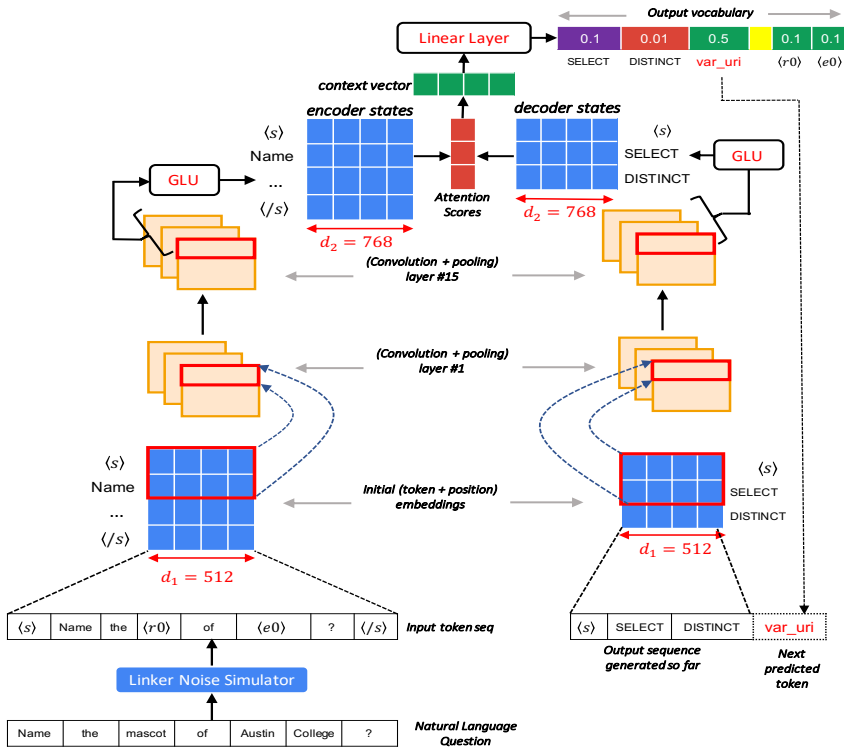 Output vocabulary
Linear Layer
0.1 0.01 0.5 0.1 0.1
SELECT DISTINCT var_uri ⟨r0⟩ ⟨e0⟩
context vector
encoder states
decoder states
⟨s⟩
Name
...
⟨/s⟩
GLU
Attention
Scores
⟨s⟩
SELECT
DISTINCT
GLU
d₂ = 768
d₂ = 768
(Convolution + pooling)
layer #15
(Convolution + pooling)
layer #1
⟨s⟩
Name
...
⟨/s⟩
Initial (token + position)
embeddings
⟨s⟩
SELECT
DISTINCT
d₁ = 512
d₁ = 512
⟨s⟩ Name the ⟨r0⟩ of ⟨e0⟩ ? ⟨/s⟩
Input token seq
⟨s⟩ SELECT DISTINCT var_uri
Output sequence
generated so far
Next
predicted
token
Linker Noise Simulator
Name the mascot of Austin College ?
Natural Language
Question